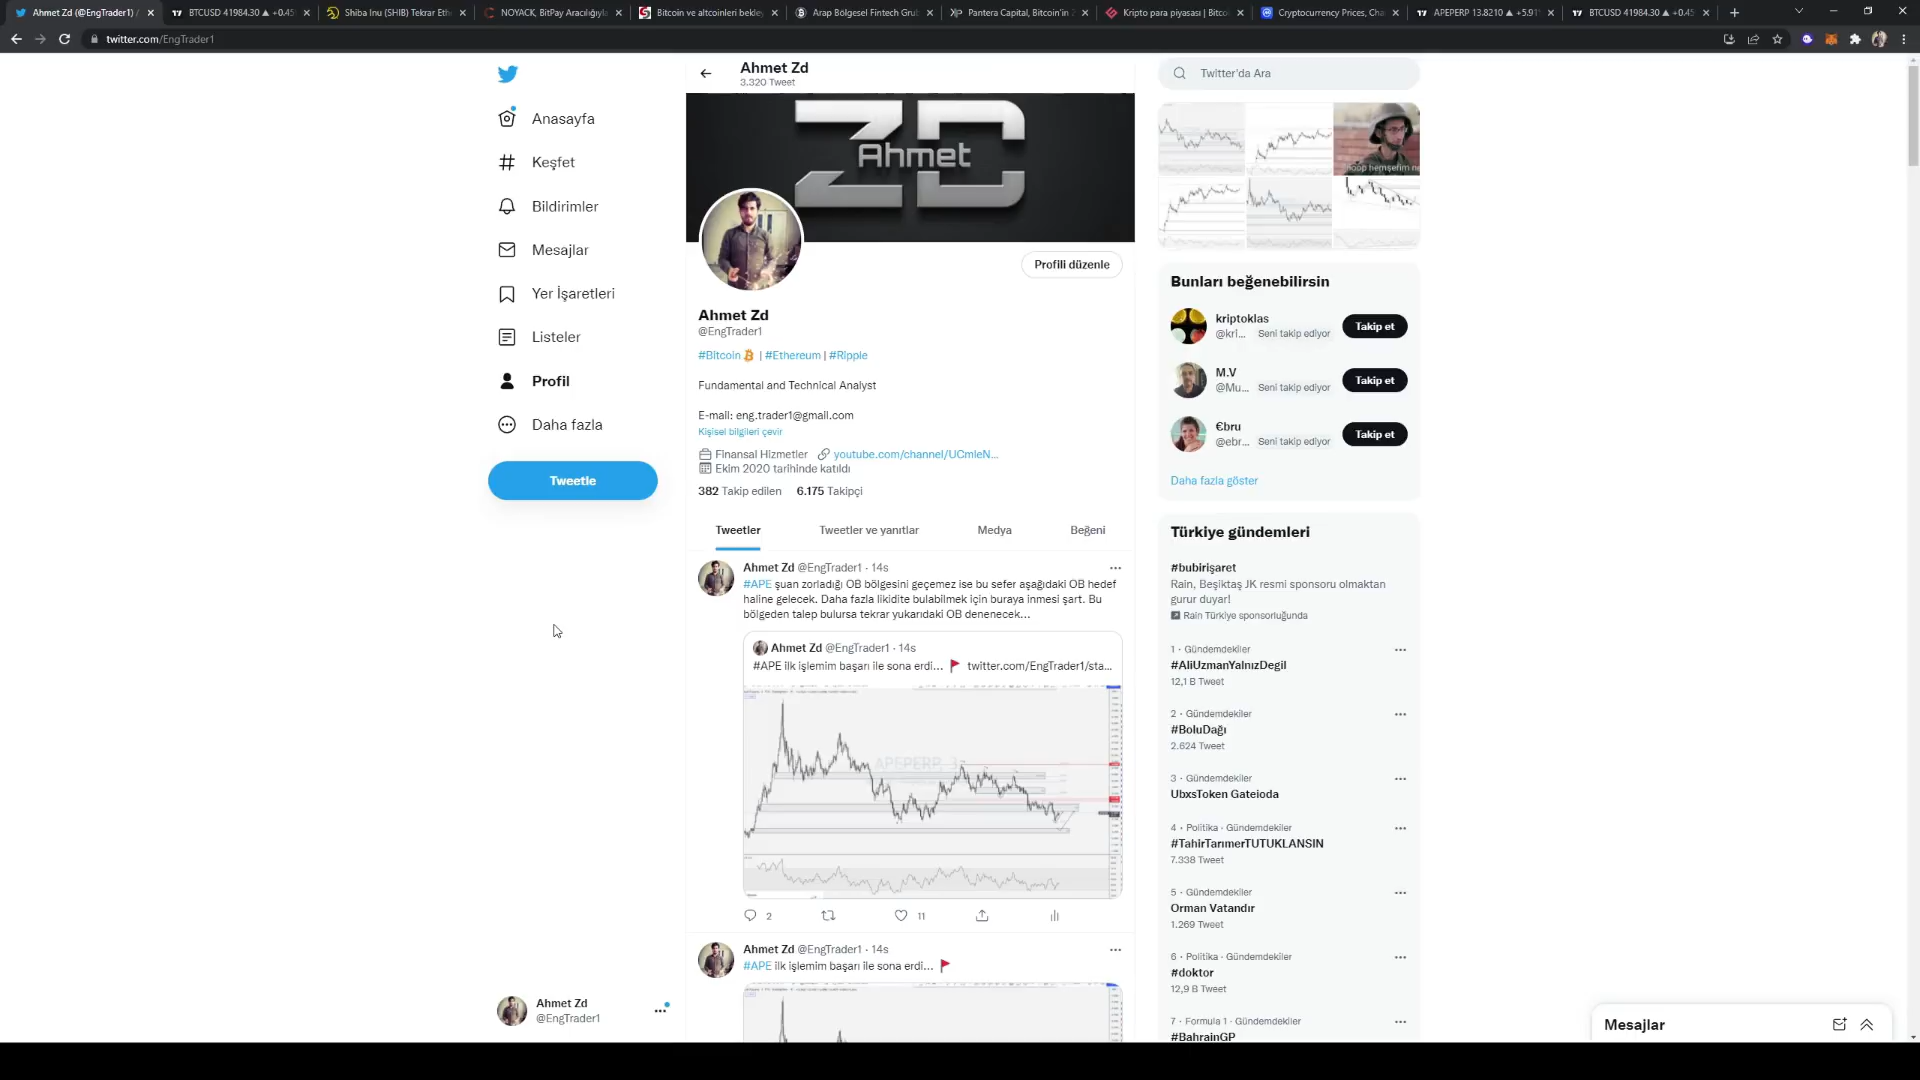 Ahmet Zd (@EngTrader1) /
BTCUSD 41984.30 ▲ +0.45
Shiba Inu (SHIB) Tekrar Eth
NOYACK, BitPay Aracılığıyla
Bitcoin ve altcoinleri bekley
Arap Bölgesel Fintech Grub
Pantera Capital, Bitcoin'in 2
Kripto para piyasası | Bitco
Cryptocurrency Prices, Cha
APEPERP 13.8210 ▲ +5.91
BTCUSD 41984.30 ▲ +0.45
twitter.com/EngTrader1
Anasayfa
Keşfet
Bildirimler
Mesajlar
Yer İşaretleri
Listeler
Profil
Daha fazla
Tweetle
Ahmet Zd
@EngTrader1
Ahmet Zd
3.320 Tweet
ZD
Ahmet
Profili düzenle
Ahmet Zd
@EngTrader1
#Bitcoin | #Ethereum | #Ripple
Fundamental and Technical Analyst
E-mail: eng.trader1@gmail.com
Kişisel bilgileri çevir
Finansal Hizmetler youtube.com/channel/UCmleN...
Ekim 2020 tarihinde katıldı
382 Takip edilen 6.175 Takipçi
Tweetler
Tweetler ve yanıtlar
Medya
Beğeni
Ahmet Zd @EngTrader1 · 14s
#APE şuan zorladığı OB bölgesini geçemez ise bu sefer aşağıdaki OB hedef
haline gelecek. Daha fazla likidite bulabilmek için buraya inmesi şart. Bu
bölgeden talep bulursa tekrar yukarıdaki OB denenecek...
Ahmet Zd @EngTrader1 · 14s
#APE ilk işlemim başarı ile sona erdi... twitter.com/EngTrader1/sta...
APEPERP, 3
2
11
Ahmet Zd @EngTrader1 · 14s
#APE ilk işlemim başarı ile sona erdi...
Twitter'da Ara
Bunları beğenebilirsin
kriptoklas
@kri... Seni takip ediyor
Takip et
M.V
@Mu... Seni takip ediyor
Takip et
€bru
@ebr... Seni takip ediyor
Takip et
Daha fazla göster
Türkiye gündemleri
#bubirişaret
Rain, Beşiktaş JK resmi sponsoru olmaktan
gurur duyar!
Rain Türkiye sponsorluğunda
1 · Gündemdekiler
#AliUzmanYalnızDegil
12,1 B Tweet
2 · Gündemdekiler
#BoluDağı
2.624 Tweet
3 · Gündemdekiler
UbxsToken Gateioda
4 · Politika · Gündemdekiler
#TahirTarımerTUTUKLANSIN
7.338 Tweet
5 · Gündemdekiler
Orman Vatandır
1.269 Tweet
6 · Politika · Gündemdekiler
#doktor
12,9 B Tweet
7 · Formula 1 · Gündemdekiler
#BahrainGP
Mesajlar